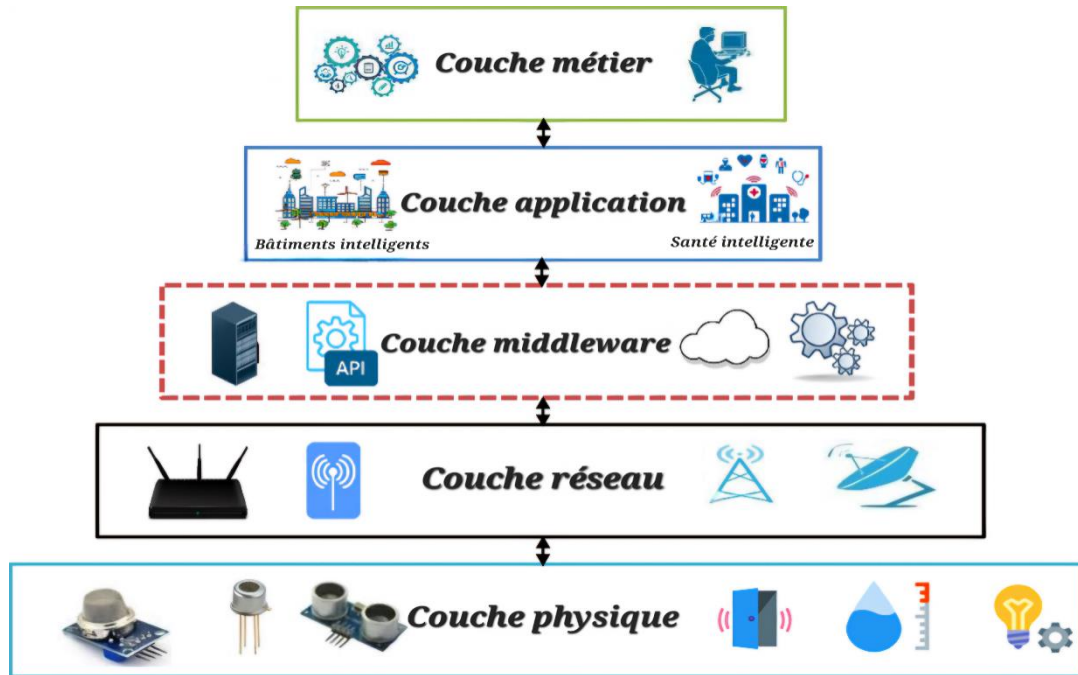 Couche métier
Couche application
Bâtiments intelligents
Santé intelligente
Couche middleware
API
Couche réseau
Couche physique